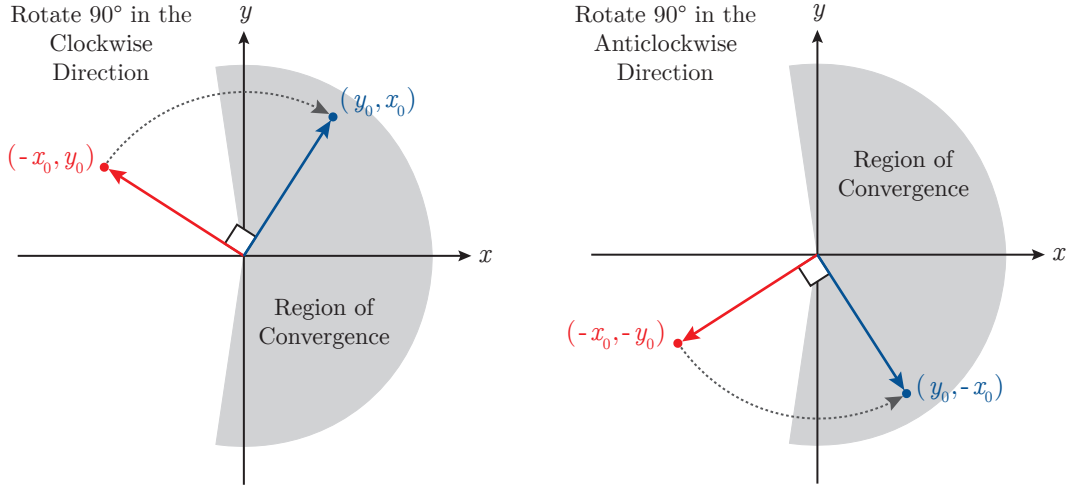 Rotate 90° in the
Clockwise
Direction
y
(y₀, x₀)
(-x₀, y₀)
x
Region of
Convergence
Rotate 90° in the
Anticlockwise
Direction
y
Region of
Convergence
x
(-x₀, -y₀)
(y₀, -x₀)